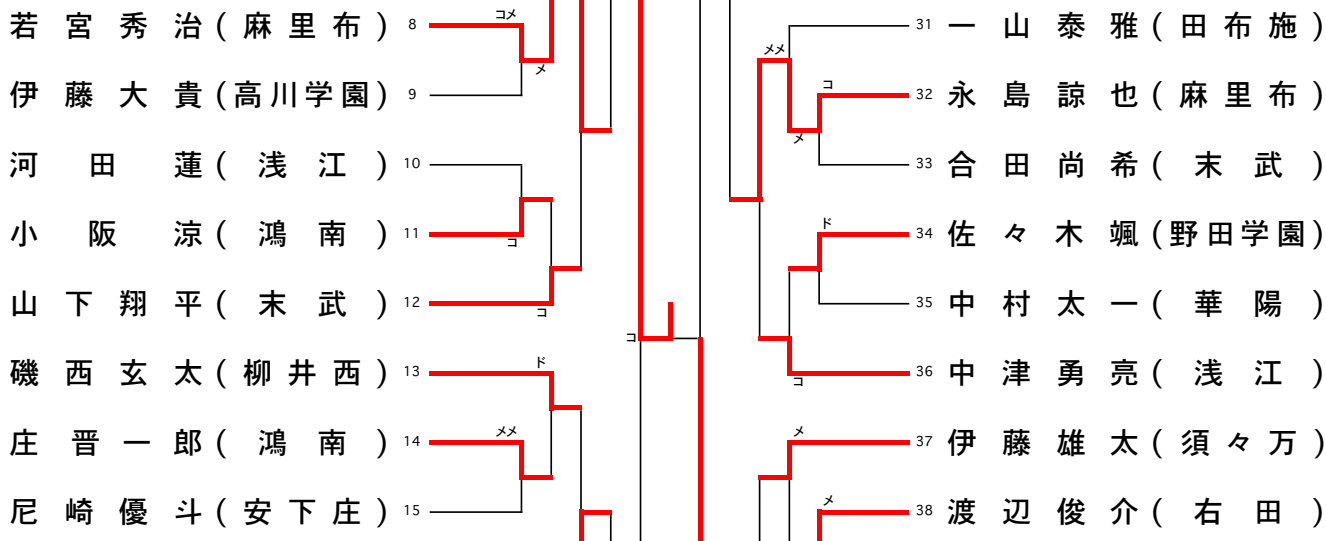 若宮秀治(麻里布) 8 コメ
メ
伊藤大貴(高川学園) 9
河田蓮(浅江) 10
小阪涼(鴻南) 11
コ
山下翔平(末武) 12
コ
磯西玄太(柳井西) 13 ド
庄晋一郎(鴻南) 14 メメ
尼崎優斗(安下庄) 15
コ
31 一山泰雅(田布施)
メメ
コ 32 永島諒也(麻里布)
メ
33 合田尚希(末武)
ド 34 佐々木颯(野田学園)
35 中村太一(華陽)
36 中津勇亮(浅江)
コ
メ 37 伊藤雄太(須々万)
メ 38 渡辺俊介(右田)